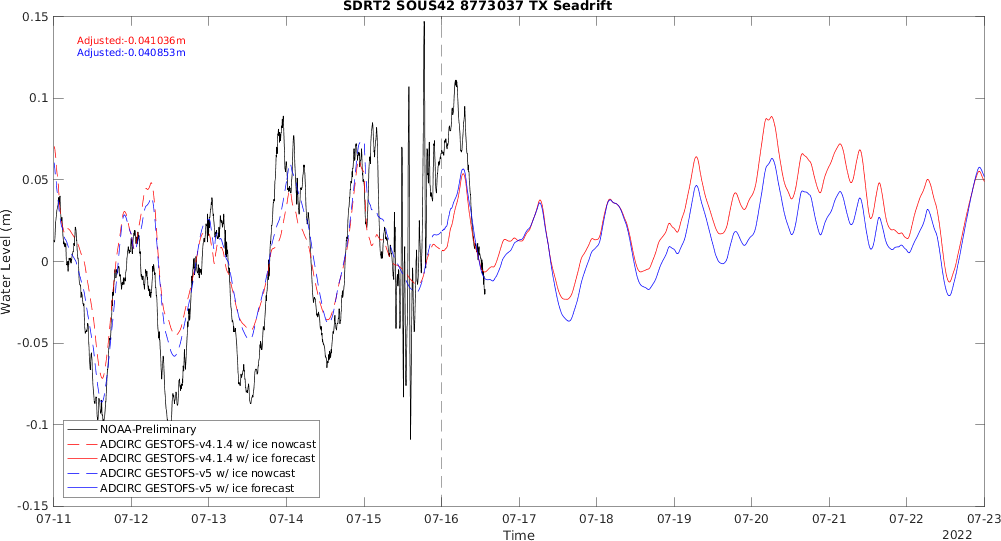 SDRT2 SOUS42 8773037 TX Seadrift
Adjusted:-0.041036m
Adjusted:-0.040853m
Water Level (m)
0.15
0.1
0.05
0
-0.05
-0.1
-0.15
NOAA-Preliminary
ADCIRC GESTOFS-v4.1.4 w/ ice nowcast
ADCIRC GESTOFS-v4.1.4 w/ ice forecast
ADCIRC GESTOFS-v5 w/ ice nowcast
ADCIRC GESTOFS-v5 w/ ice forecast
07-11 07-12 07-13 07-14 07-15 07-16 07-17 07-18 07-19 07-20 07-21 07-22 07-23
Time
2022